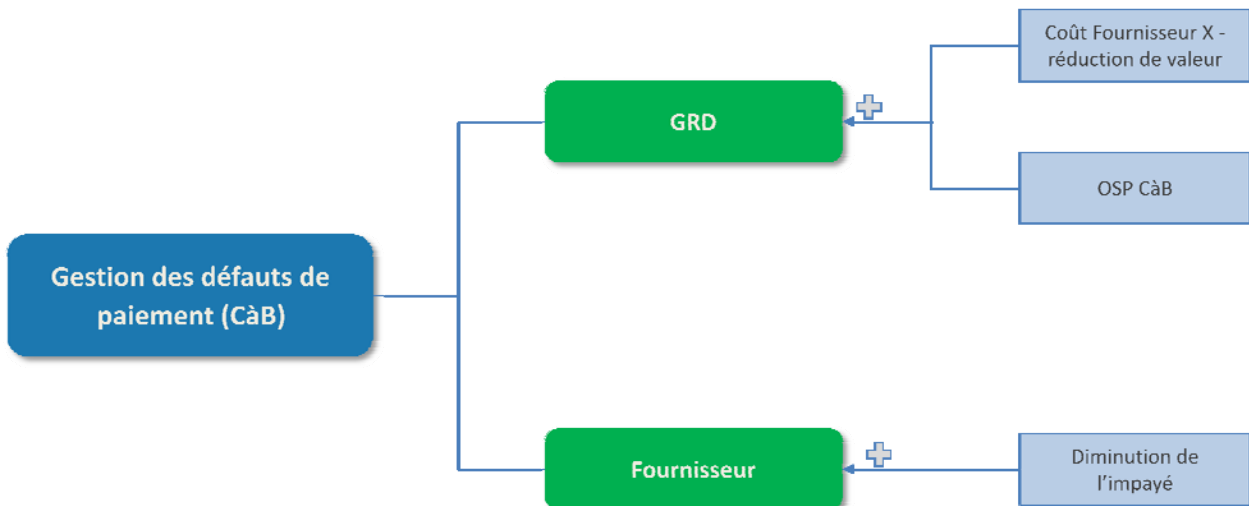 Coût Fournisseur X -
réduction de valeur
GRD
OSP CàB
Gestion des défauts de
paiement (CàB)
Fournisseur
Diminution de
l'impayé